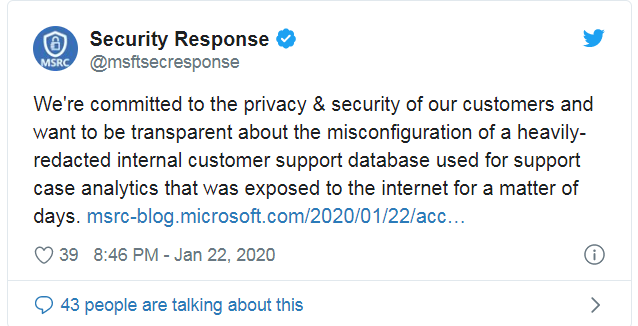 MSRC
Security Response
@msftsecresponse
We're committed to the privacy & security of our customers and
want to be transparent about the misconfiguration of a heavily-
redacted internal customer support database used for support
case analytics that was exposed to the internet for a matter of
days. msrc-blog.microsoft.com/2020/01/22/acc…
39 8:46 PM - Jan 22, 2020
43 people are talking about this